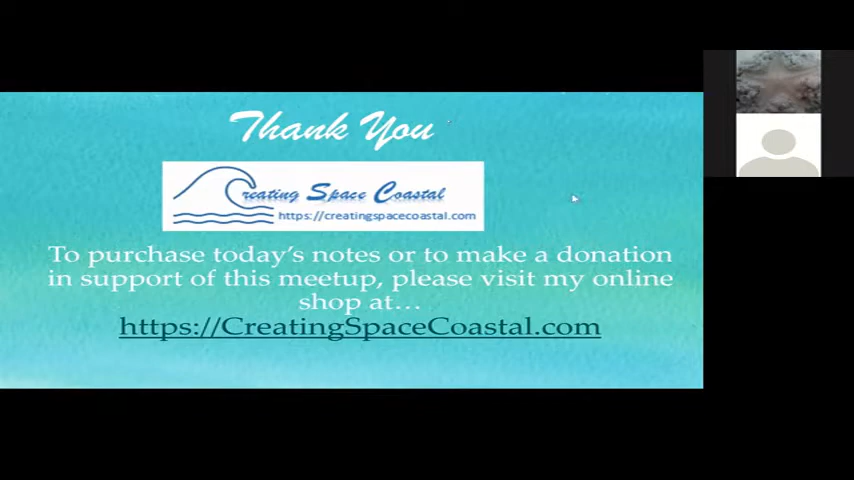 Thank You
Creating Space Coastal
https://creatingspacecoastal.com
To purchase today's notes or to make a donation
in support of this meetup, please visit my online
shop at…
https://CreatingSpaceCoastal.com